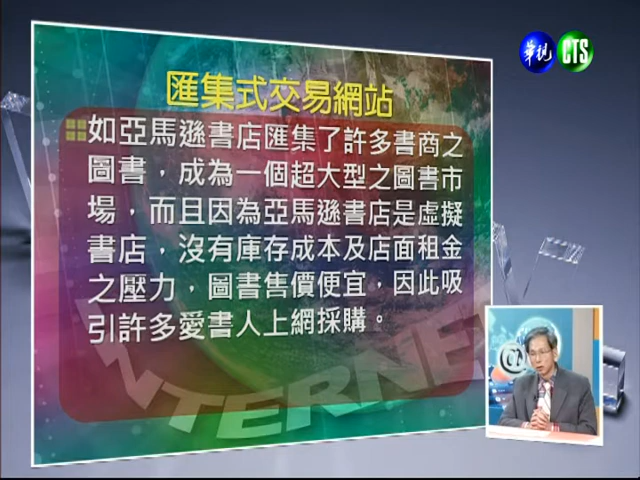 華視 CTS
匯集式交易網站
如亞馬遜書店匯集了許多書商之
圖書，成為一個超大型之圖書市
場，而且因為亞馬遜書店是虛擬
書店，沒有庫存成本及店面租金
之壓力，圖書售價便宜，因此吸
引許多愛書人上網採購。
INTERNET
@